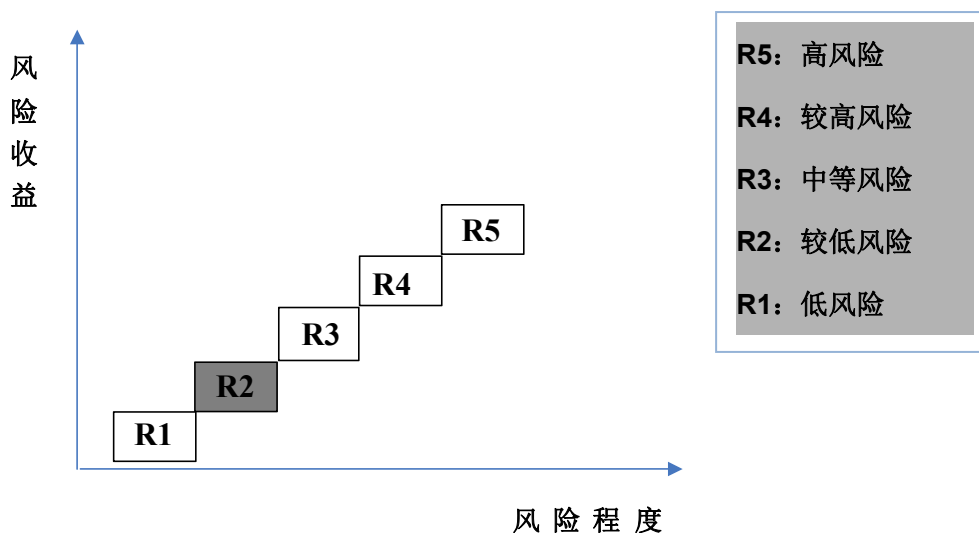 风
险
收
益
R5
R4
R3
R2
R1
风 险 程 度
R5：高风险
R4：较高风险
R3：中等风险
R2：较低风险
R1：低风险